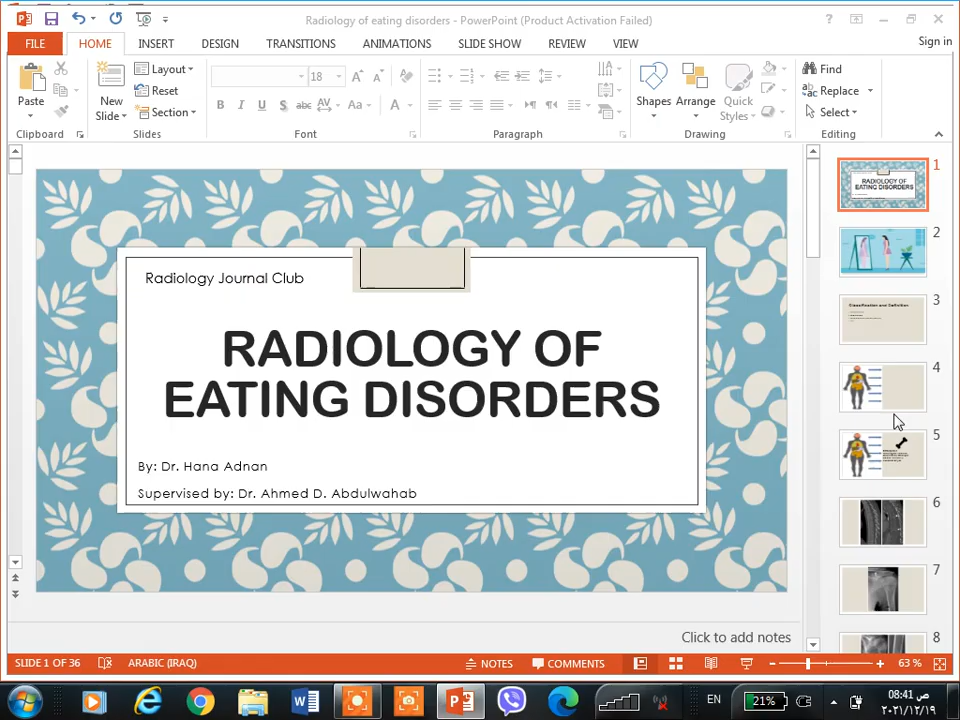 Radiology of eating disorders - PowerPoint (Product Activation Failed)
FILE HOME INSERT DESIGN TRANSITIONS ANIMATIONS SLIDE SHOW REVIEW VIEW Sign in
Paste
New
Slide
Layout
Reset
Section
18
B I U S abc AV Aa A
Shapes
Arrange
Quick
Styles
Find
Replace
Select
Clipboard Slides Font Paragraph Drawing Editing
Radiology Journal Club
RADIOLOGY OF
EATING DISORDERS
By: Dr. Hana Adnan
Supervised by: Dr. Ahmed D. Abdulwahab
1
RADIOLOGY OF
EATING DISORDERS
2
3
Classification and Definition
4
5
6
7
8
Click to add notes
SLIDE 1 OF 36 ARABIC (IRAQ) NOTES COMMENTS 63 %
EN 21% 08:41 ص
٢٠٢١/١٢/١٩